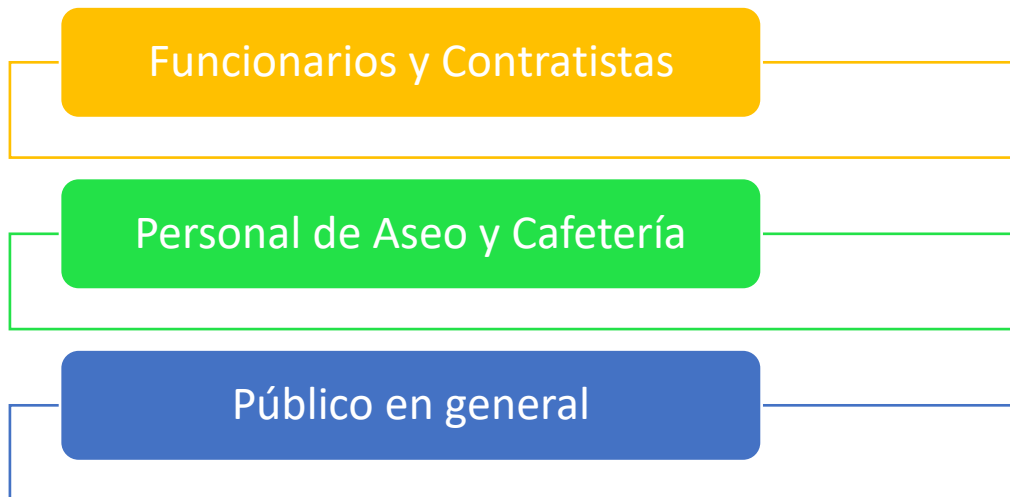 Funcionarios y Contratistas
Personal de Aseo y Cafetería
Público en general